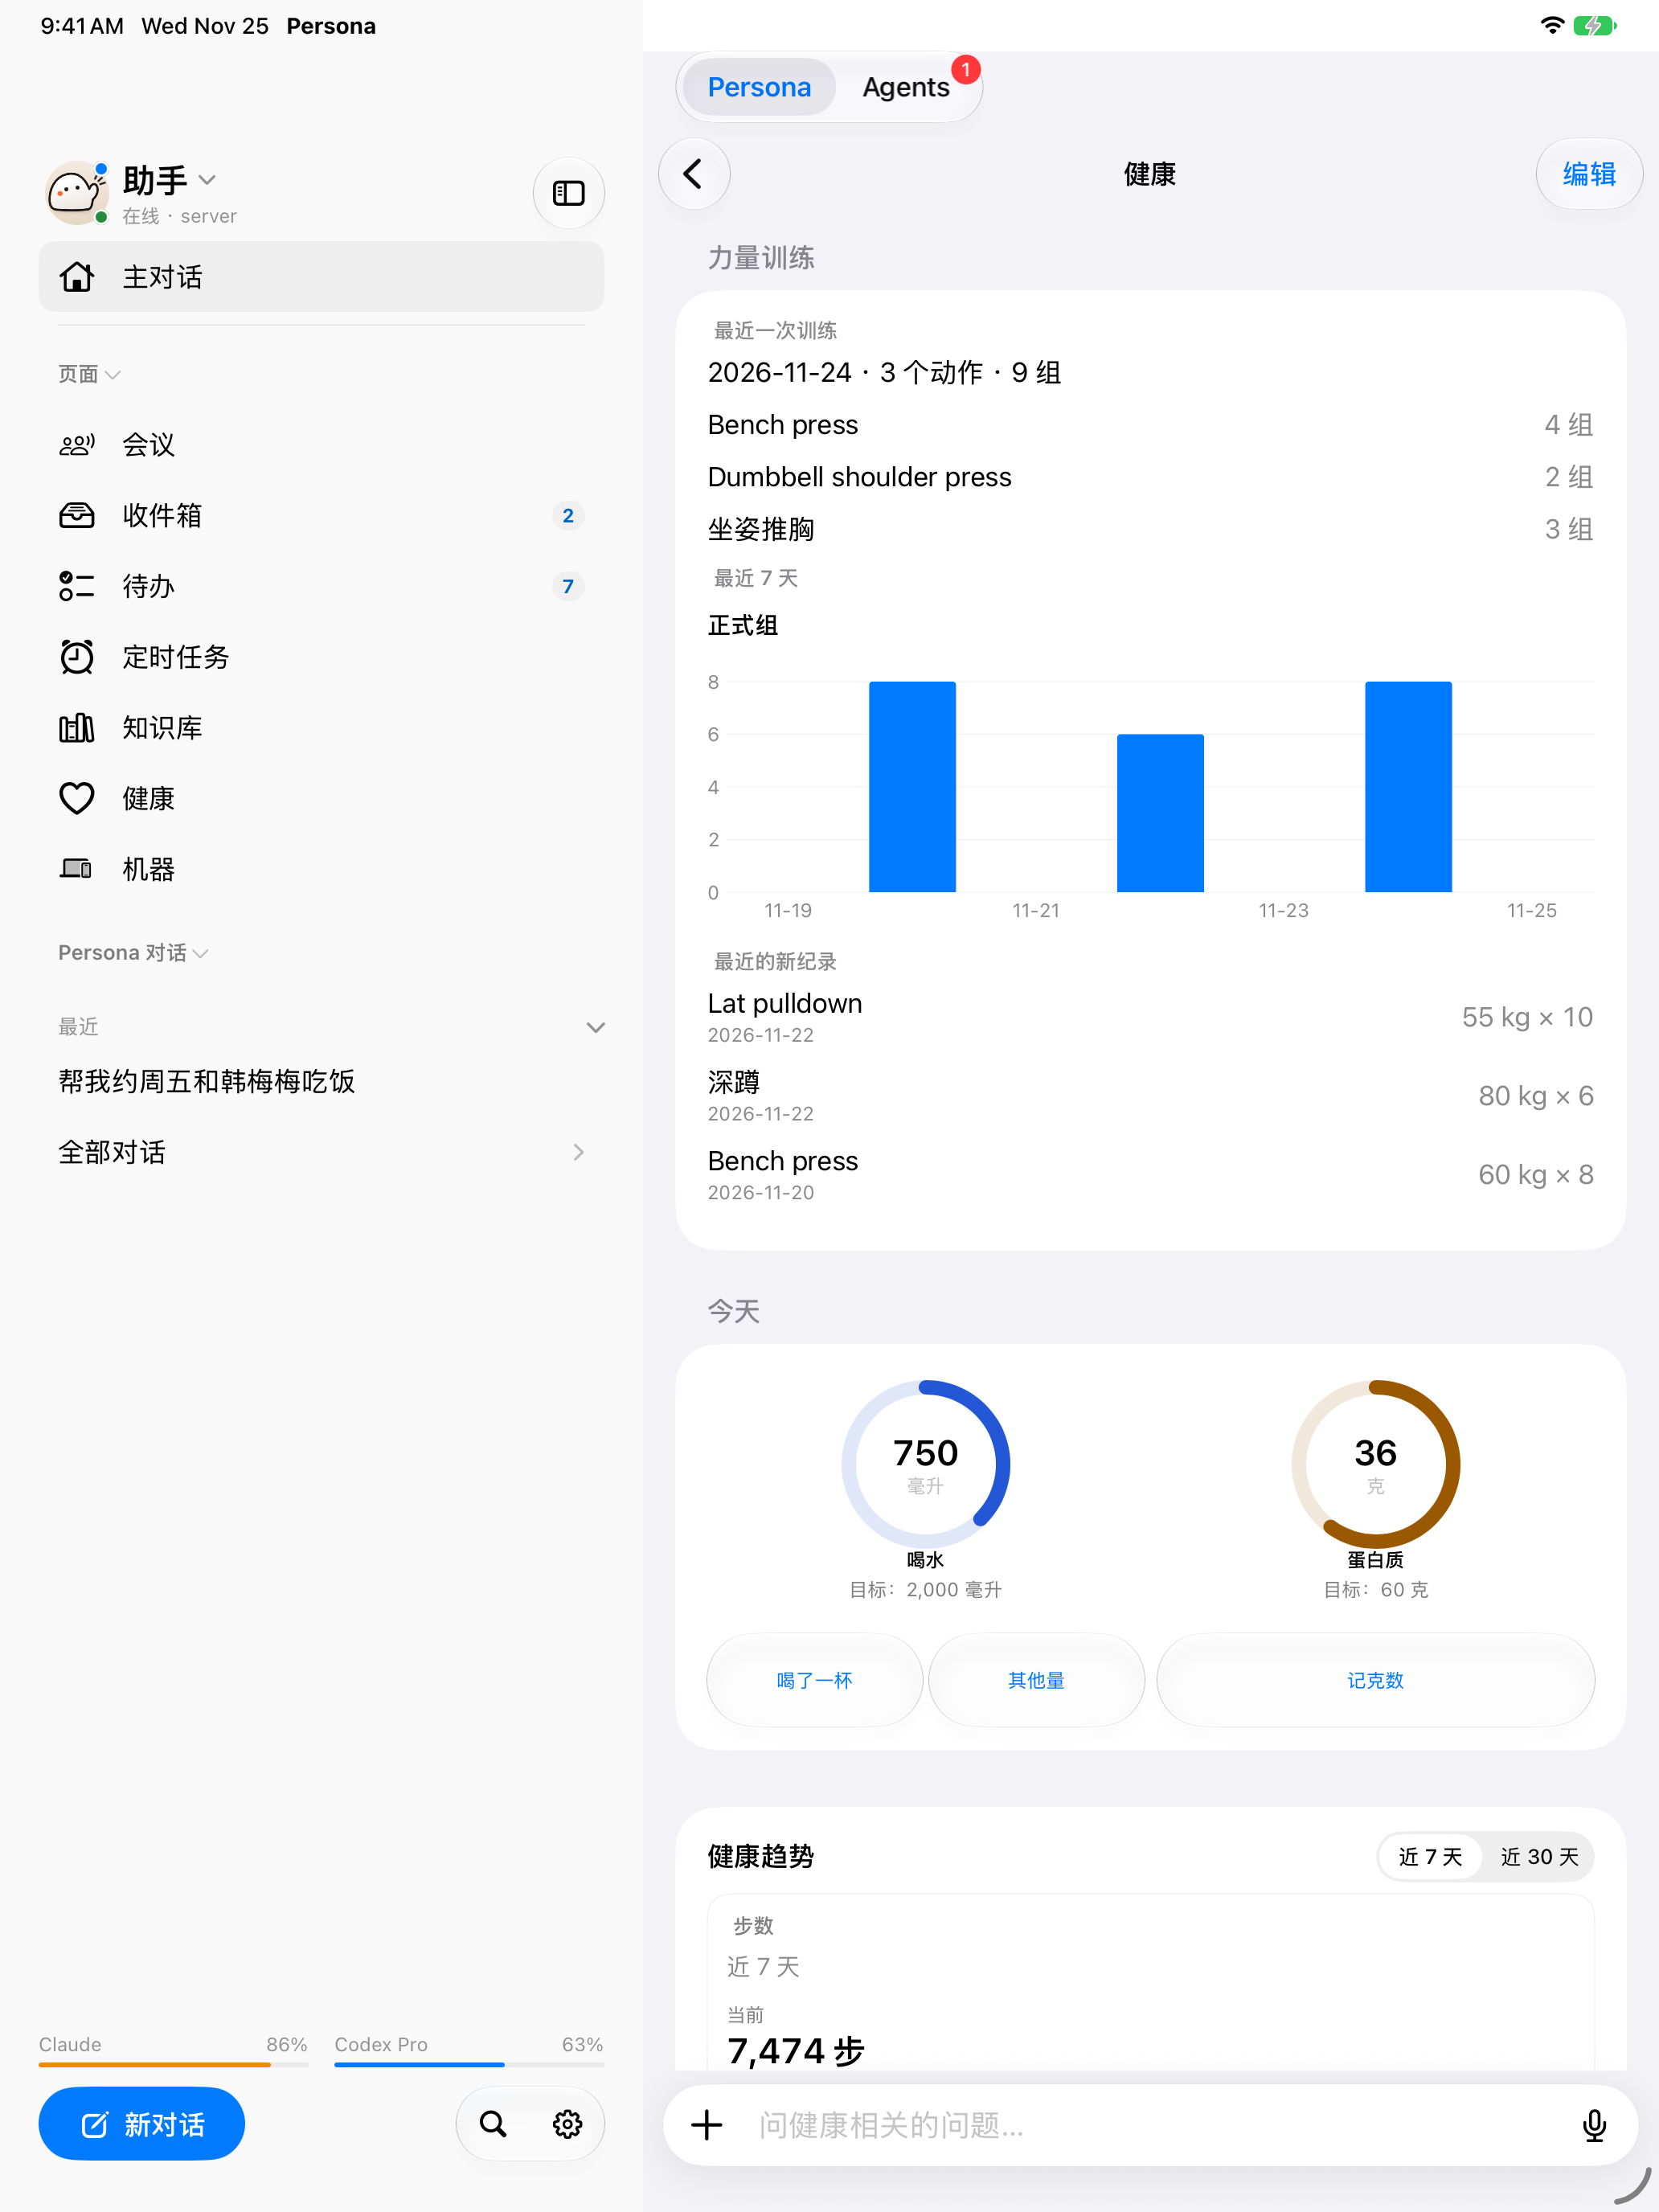 9:41 AM Wed Nov 25 Persona
助手
在线 · server
主对话
页面
会议
收件箱 2
待办 7
定时任务
知识库
健康
机器
Persona 对话
最近
帮我约周五和韩梅梅吃饭
全部对话
Claude 86% Codex Pro 63%
新对话
Persona Agents 1
健康 编辑
力量训练
最近一次训练
2026-11-24 · 3 个动作 · 9 组
Bench press 4 组
Dumbbell shoulder press 2 组
坐姿推胸 3 组
最近 7 天
正式组
8
6
4
2
0
11-19 11-21 11-23 11-25
最近的新纪录
Lat pulldown 55 kg × 10
2026-11-22
深蹲 80 kg × 6
2026-11-22
Bench press 60 kg × 8
2026-11-20
今天
750 36
毫升 克
喝水 蛋白质
目标：2,000 毫升 目标：60 克
喝了一杯 其他量 记克数
健康趋势 近 7 天 近 30 天
步数
近 7 天
当前
7,474 步
问健康相关的问题...